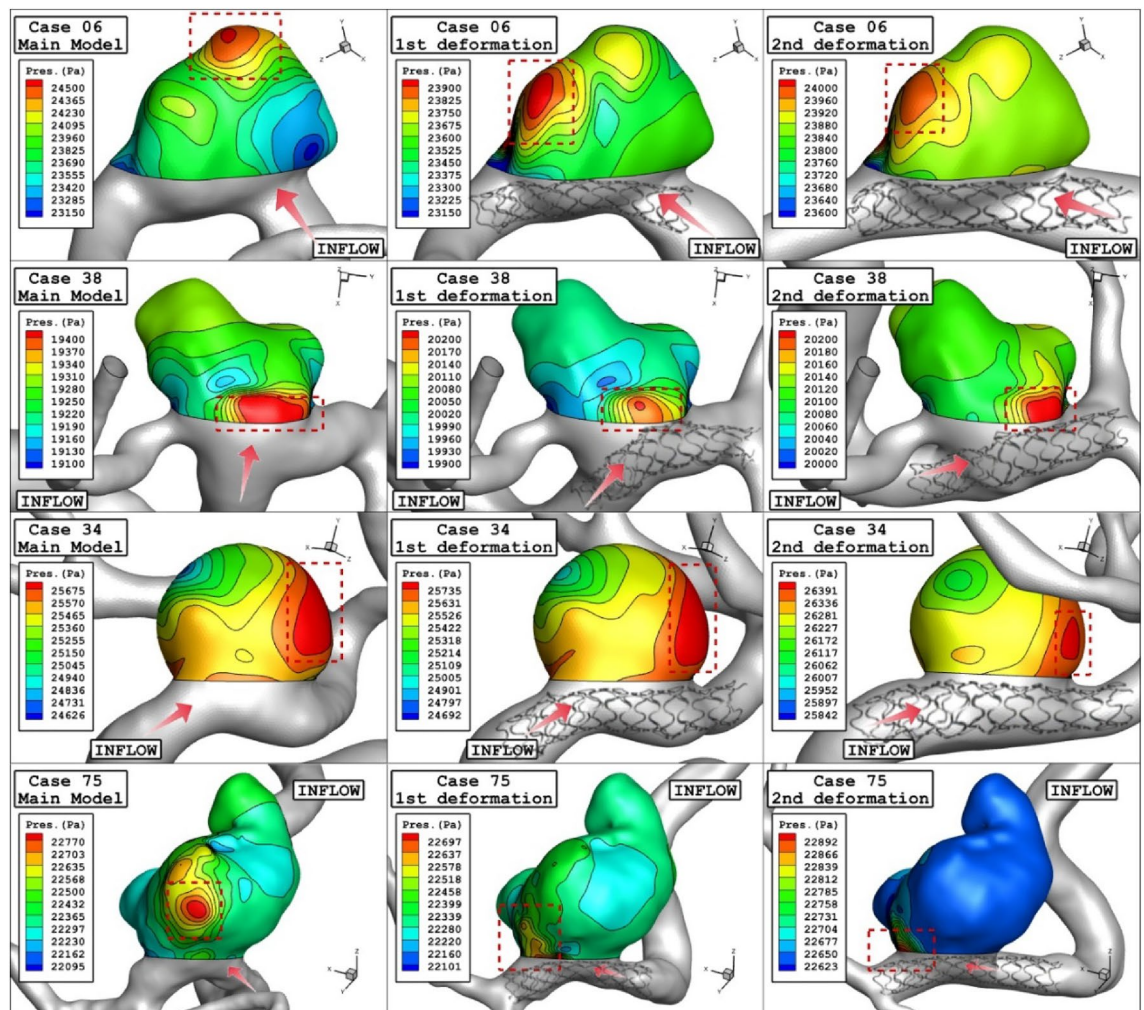 Case 06
Main Model
Pres.(Pa)
24500
24365
24230
24095
23960
23825
23690
23555
23420
23285
23150
INFLOW
Case 06
1st deformation
Pres.(Pa)
23900
23825
23750
23675
23600
23525
23450
23375
23300
23225
23150
INFLOW
Case 06
2nd deformation
Pres.(Pa)
24000
23960
23920
23880
23840
23800
23760
23720
23680
23640
23600
INFLOW
Case 38
Main Model
Pres.(Pa)
19400
19370
19340
19310
19280
19250
19220
19190
19160
19130
19100
INFLOW
Case 38
1st deformation
Pres.(Pa)
20200
20170
20140
20110
20080
20050
20020
19990
19960
19930
19900
INFLOW
Case 38
2nd deformation
Pres.(Pa)
20200
20180
20160
20140
20120
20100
20080
20060
20040
20020
20000
INFLOW
Case 34
Main Model
Pres.(Pa)
25675
25570
25465
25360
25255
25150
25045
24940
24836
24731
24626
INFLOW
Case 34
1st deformation
Pres.(Pa)
25735
25631
25526
25422
25318
25214
25109
25005
24901
24797
24692
INFLOW
Case 34
2nd deformation
Pres.(Pa)
26391
26336
26281
26227
26172
26117
26062
26007
25952
25897
25842
INFLOW
Case 75
Main Model
Pres.(Pa)
22770
22703
22635
22568
22500
22432
22365
22297
22230
22162
22095
INFLOW
Case 75
1st deformation
Pres.(Pa)
22697
22637
22578
22518
22458
22399
22339
22280
22220
22160
22101
INFLOW
Case 75
2nd deformation
Pres.(Pa)
22892
22866
22839
22812
22785
22758
22731
22704
22677
22650
22623
INFLOW